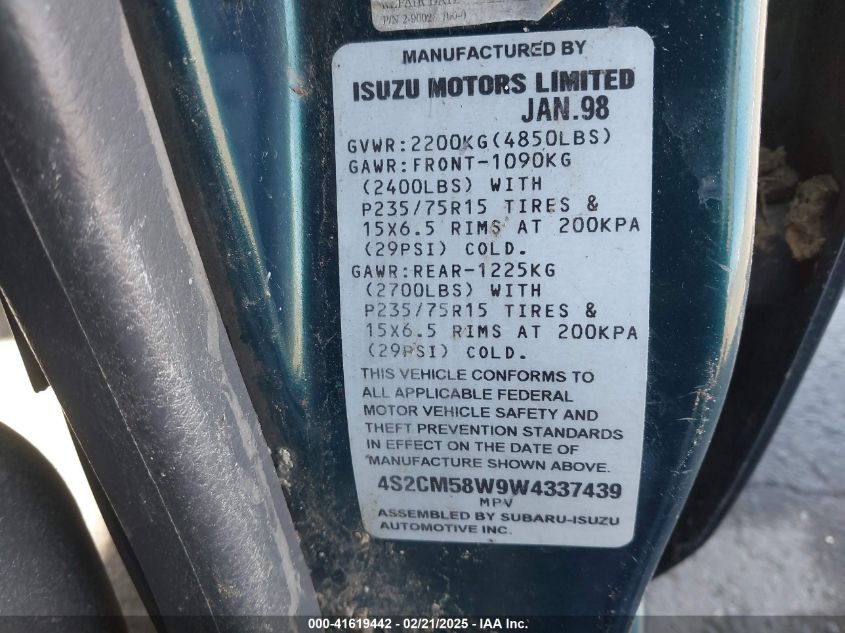 REPAIR DATE
MANUFACTURED BY
ISUZU MOTORS LIMITED
JAN.98
GVWR:2200KG(4850LBS)
GAWR:FRONT-1090KG
(2400LBS) WITH
P235/75R15 TIRES &
15X6.5 RIMS AT 200KPA
(29PSI) COLD.
GAWR:REAR-1225KG
(2700LBS) WITH
P235/75R15 TIRES &
15X6.5 RIMS AT 200KPA
(29PSI) COLD.
THIS VEHICLE CONFORMS TO
ALL APPLICABLE FEDERAL
MOTOR VEHICLE SAFETY AND
THEFT PREVENTION STANDARDS
IN EFFECT ON THE DATE OF
MANUFACTURE SHOWN ABOVE.
4S2CM58W9W4337439
MPV
ASSEMBLED BY SUBARU-ISUZU
AUTOMOTIVE INC.
000-41619442 - 02/21/2025 - IAA Inc.